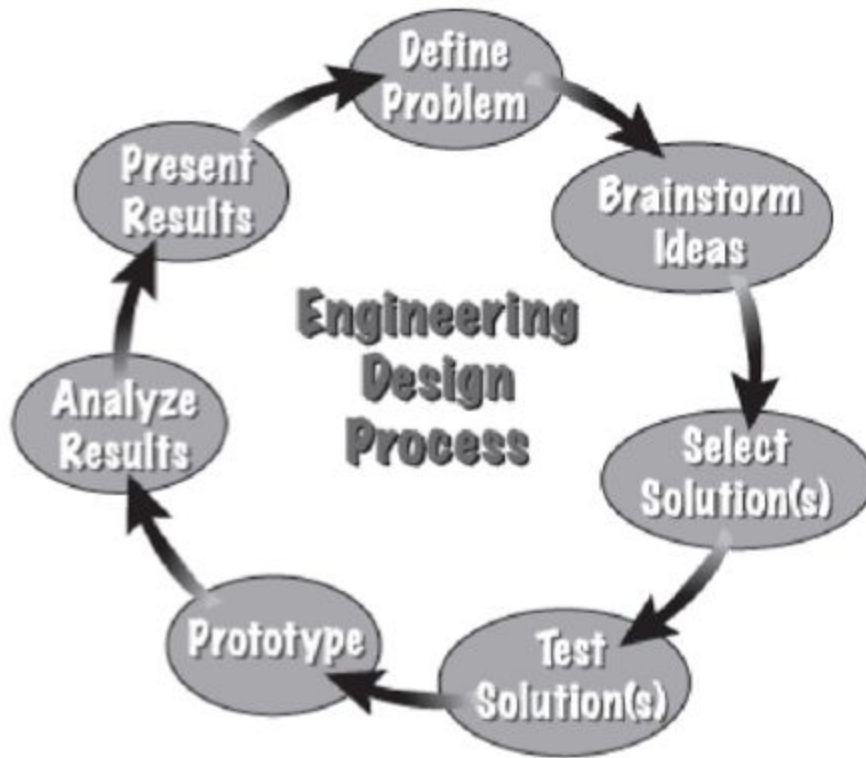 Define
Problem
Brainstorm
Ideas
Select
Solution(s)
Test
Solution(s)
Prototype
Analyze
Results
Present
Results
Engineering
Design
Process